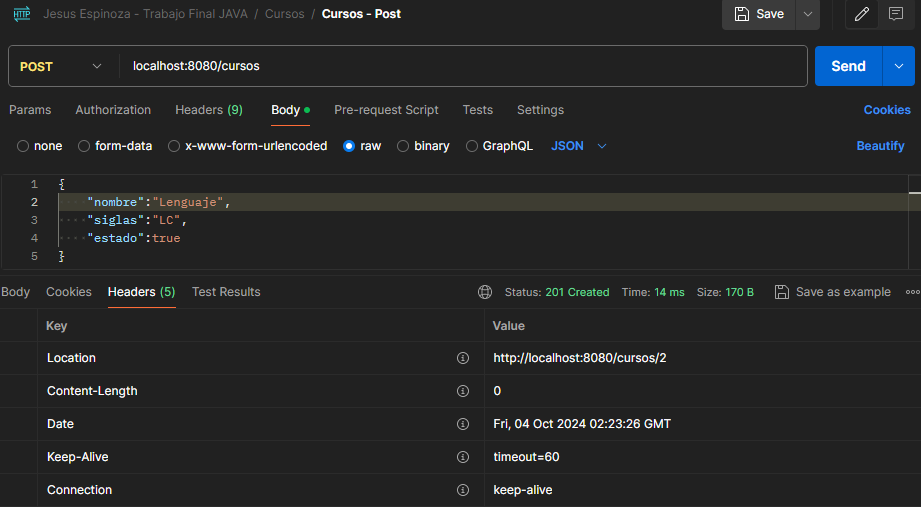 HTTP Jesus Espinoza - Trabajo Final JAVA / Cursos / Cursos - Post Save
POST localhost:8080/cursos Send
Params Authorization Headers (9) Body Pre-request Script Tests Settings Cookies
none form-data x-www-form-urlencoded raw binary GraphQL JSON Beautify
1 {
2 "nombre":"Lenguaje",
3 "siglas":"LC",
4 "estado":true
5 }
Body Cookies Headers (5) Test Results Status: 201 Created Time: 14 ms Size: 170 B Save as example
Key Value
Location http://localhost:8080/cursos/2
Content-Length 0
Date Fri, 04 Oct 2024 02:23:26 GMT
Keep-Alive timeout=60
Connection keep-alive